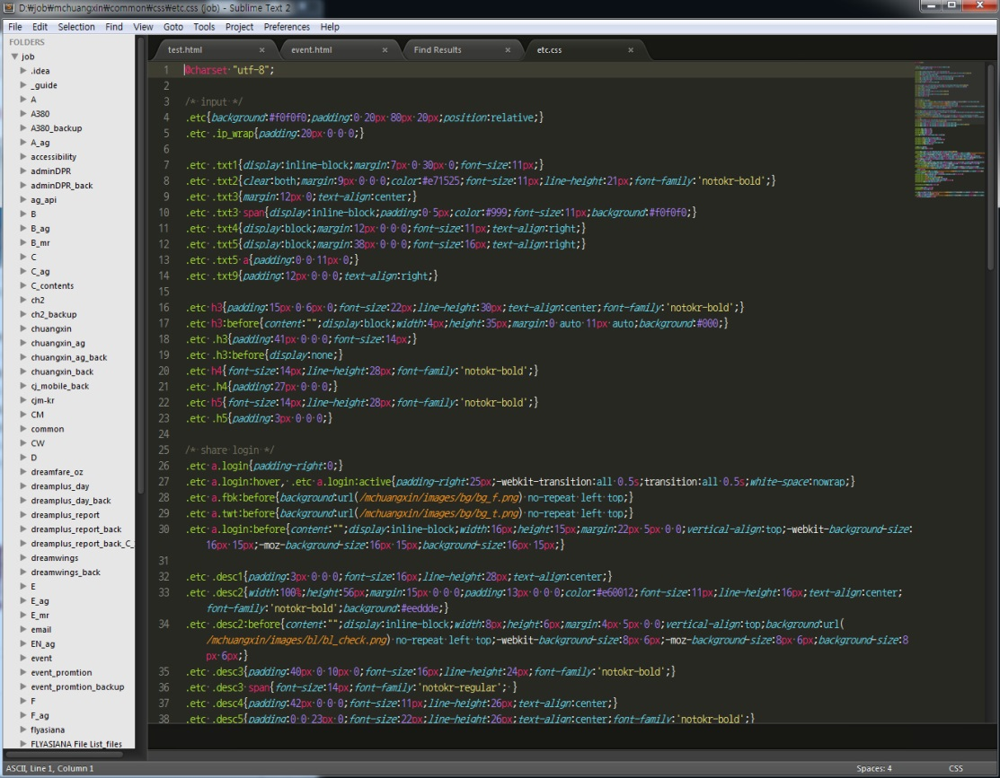 D:₩job₩mchuangxin₩common₩css₩etc.css (job) - Sublime Text 2
File Edit Selection Find View Goto Tools Project Preferences Help
FOLDERS
job
.idea
_guide
A
A380
A380_backup
A_ag
accessibility
adminDPR
adminDPR_back
ag_api
B
B_ag
B_mr
C
C_ag
C_contents
ch2
ch2_backup
chuangxin
chuangxin_ag
chuangxin_ag_back
chuangxin_back
cj_mobile_back
cjm-kr
CM
common
CW
D
dreamfare_oz
dreamplus_day
dreamplus_day_back
dreamplus_report
dreamplus_report_back
dreamplus_report_back_C_
dreamwings
dreamwings_back
E
E_ag
E_mr
email
EN_ag
event
event_promtion
event_promtion_backup
F
F_ag
flyasiana
FLYASIANA File List_files
test.html × event.html × Find Results × etc.css ×
1 @charset "utf-8";
2
3 /* input */
4 .etc{background:#f0f0f0;padding:0 20px 80px 20px;position:relative;}
5 .etc .ip_wrap{padding:20px 0 0 0;}
6
7 .etc .txt1{display:inline-block;margin:7px 0 30px 0;font-size:11px;}
8 .etc .txt2{clear:both;margin:9px 0 0 0;color:#e71525;font-size:11px;line-height:21px;font-family:'notokr-bold';}
9 .etc .txt3{margin:12px 0;text-align:center;}
10 .etc .txt3 span{display:inline-block;padding:0 5px;color:#999;font-size:11px;background:#f0f0f0;}
11 .etc .txt4{display:block;margin:12px 0 0 0;font-size:11px;text-align:right;}
12 .etc .txt5{display:block;margin:38px 0 0 0;font-size:16px;text-align:right;}
13 .etc .txt5 a{padding:0 0 11px 0;}
14 .etc .txt9{padding:12px 0 0 0;text-align:right;}
15
16 .etc h3{padding:15px 0 6px 0;font-size:22px;line-height:30px;text-align:center;font-family:'notokr-bold';}
17 .etc h3:before{content:"";display:block;width:4px;height:35px;margin:0 auto 11px auto;background:#000;}
18 .etc .h3{padding:41px 0 0 0;font-size:14px;}
19 .etc .h3:before{display:none;}
20 .etc h4{font-size:14px;line-height:28px;font-family:'notokr-bold';}
21 .etc .h4{padding:27px 0 0 0;}
22 .etc h5{font-size:14px;line-height:28px;font-family:'notokr-bold';}
23 .etc .h5{padding:3px 0 0 0;}
24
25 /* share login */
26 .etc a.login{padding-right:0;}
27 .etc a.login:hover, .etc a.login:active{padding-right:25px;-webkit-transition:all 0.5s;transition:all 0.5s;white-space:nowrap;}
28 .etc a.fbk:before{background:url(/mchuangxin/images/bg/bg_f.png) no-repeat left top;}
29 .etc a.twt:before{background:url(/mchuangxin/images/bg/bg_t.png) no-repeat left top;}
30 .etc a.login:before{content:"";display:inline-block;width:16px;height:15px;margin:22px 5px 0 0;vertical-align:top;-webkit-background-size:
16px 15px;-moz-background-size:16px 15px;background-size:16px 15px;}
31
32 .etc .desc1{padding:3px 0 0 0;font-size:16px;line-height:28px;text-align:center;}
33 .etc .desc2{width:100%;height:56px;margin:15px 0 0 0;padding:13px 0 0 0;color:#e60012;font-size:11px;line-height:16px;text-align:center;
font-family:'notokr-bold';background:#eeddde;}
34 .etc .desc2:before{content:"";display:inline-block;width:8px;height:6px;margin:4px 5px 0 0;vertical-align:top;background:url(
/mchuangxin/images/bl/bl_check.png) no-repeat left top;-webkit-background-size:8px 6px;-moz-background-size:8px 6px;background-size:8
px 6px;}
35 .etc .desc3{padding:40px 0 10px 0;font-size:16px;line-height:24px;font-family:'notokr-bold';}
36 .etc .desc3 span{font-size:14px;font-family:'notokr-regular'; }
37 .etc .desc4{padding:42px 0 0 0;font-size:11px;line-height:26px;text-align:center;}
38 .etc .desc5{padding:0 0 23px 0;font-size:22px;line-height:26px;text-align:center;font-family:'notokr-bold';}
ASCII, Line 1, Column 1 Spaces: 4 CSS